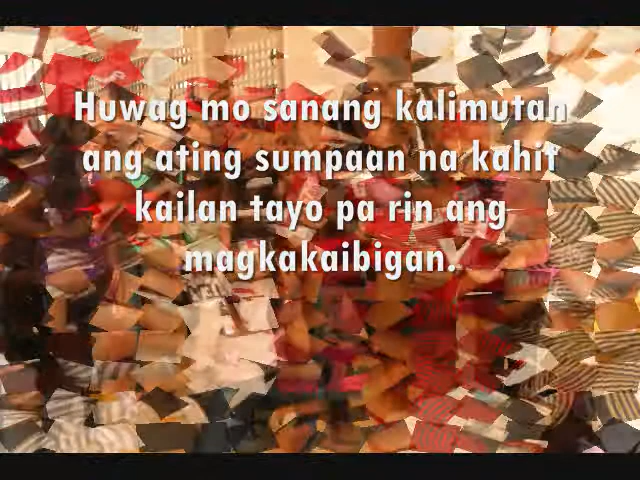 Huwag mo sanang kalimutan
ang ating sumpaan na kahit
kailan tayo pa rin ang
magkakaibigan.